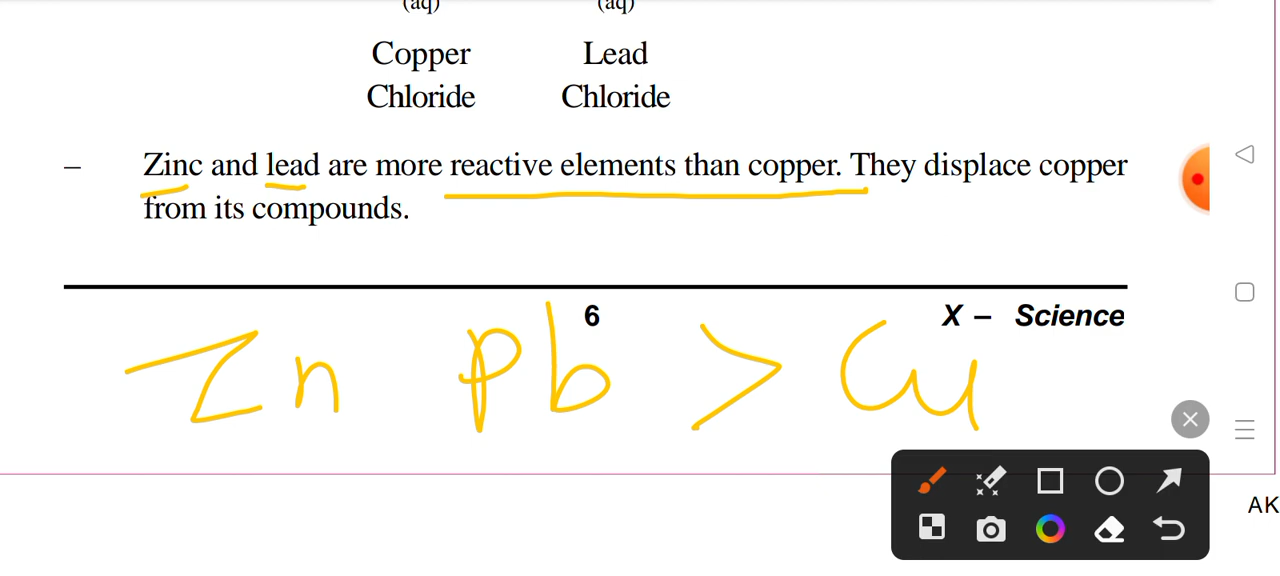 (aq) (aq)
Copper Lead
Chloride Chloride
– Zinc and lead are more reactive elements than copper. They displace copper
from its compounds.
6 X – Science
Zn Pb > Cu
AK